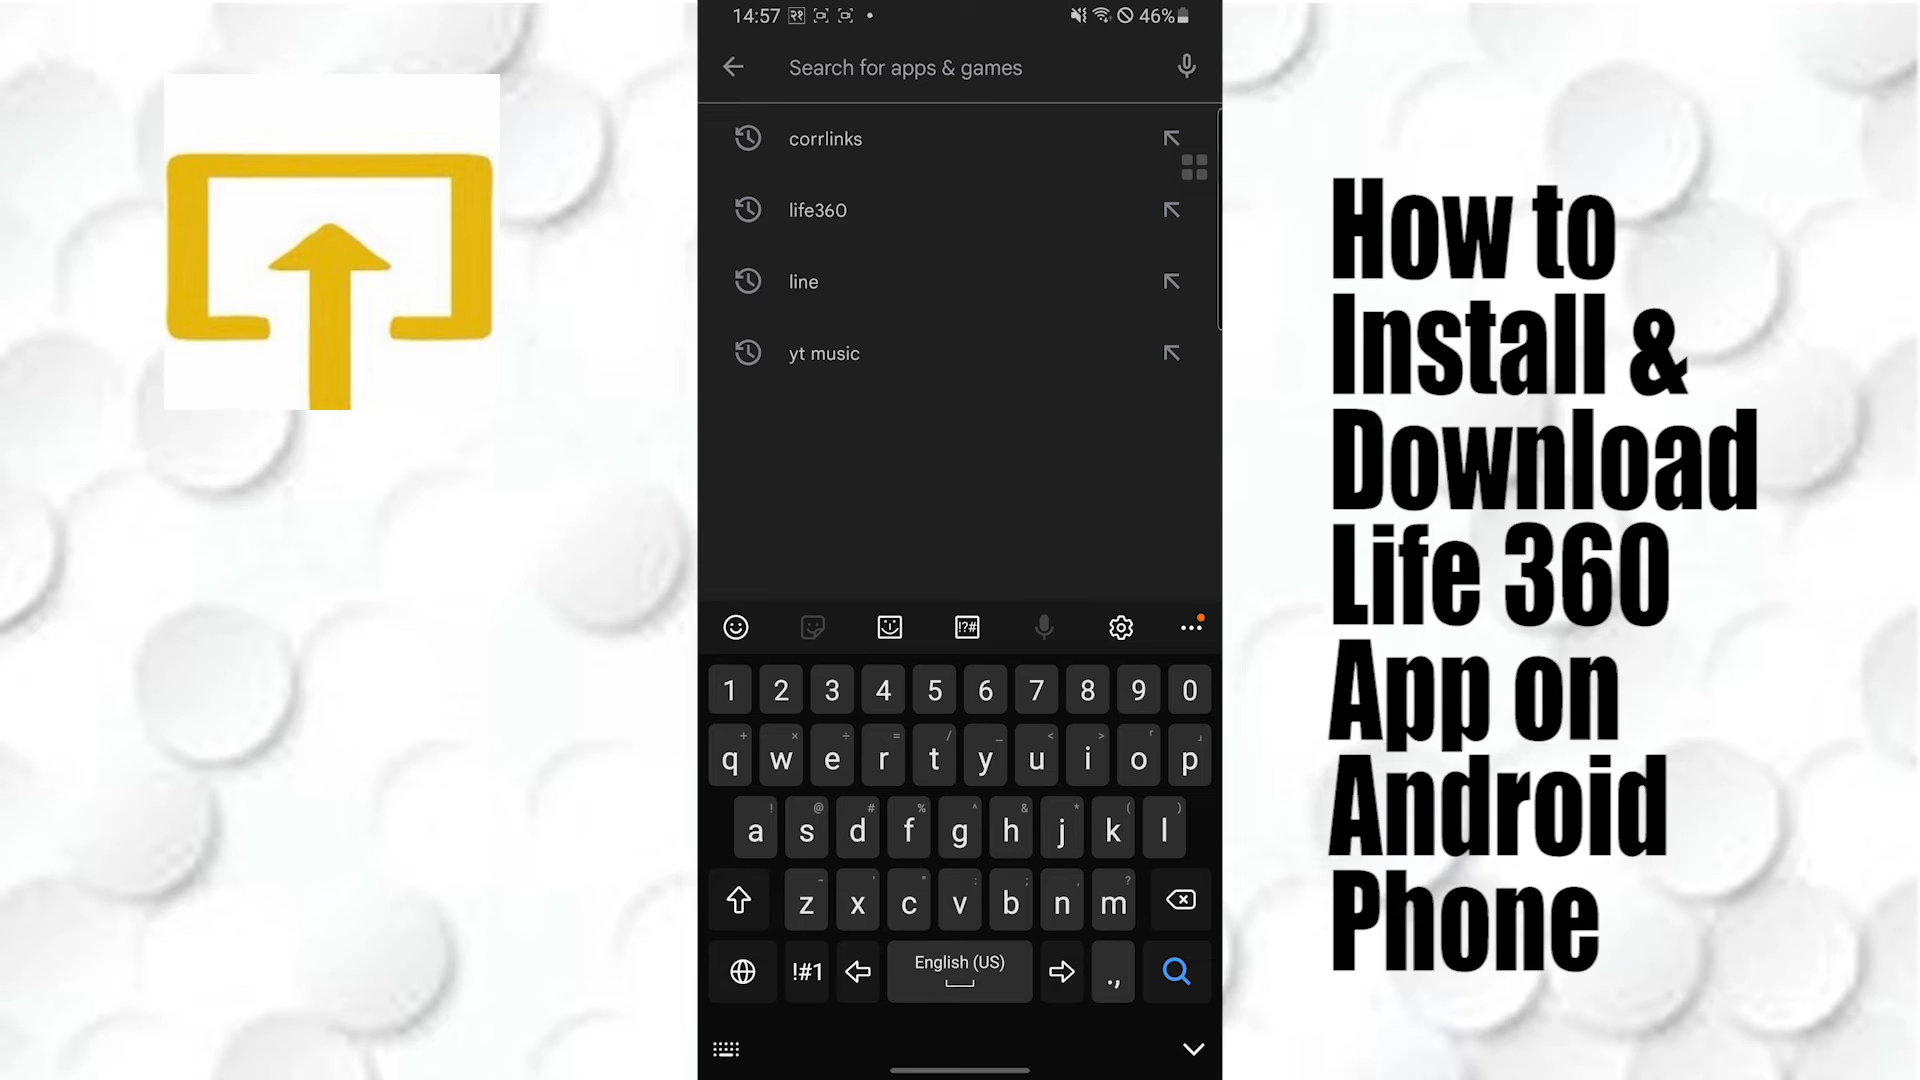 14:57 २१ 46%
Search for apps & games
corrlinks
life360
line
yt music
!?#
1 2 3 4 5 6 7 8 9 0
q w e r t y u i o p
a s d f g h j k l
z x c v b n m
!#1 English (US) .,
How to
Install &
Download
Life 360
App on
Android
Phone